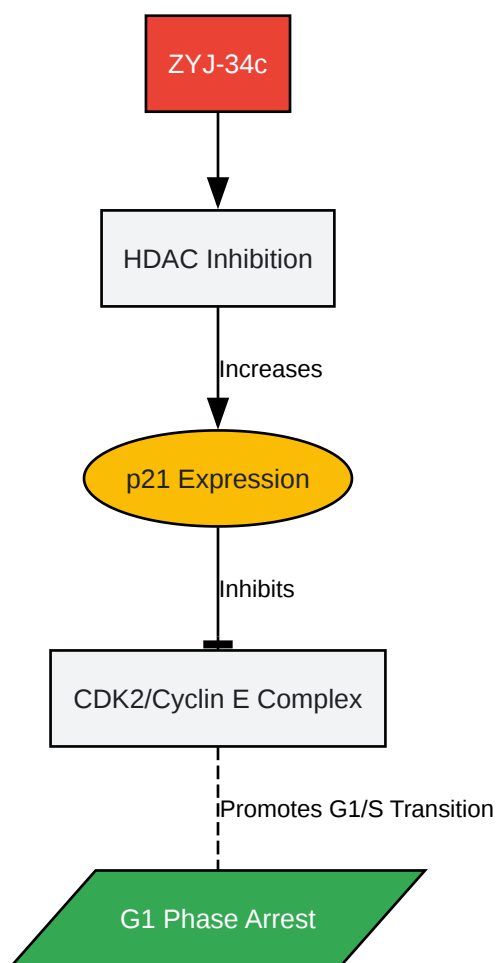 ZYJ-34c
HDAC Inhibition
Increases
p21 Expression
Inhibits
CDK2/Cyclin E Complex
Promotes G1/S Transition
G1 Phase Arrest